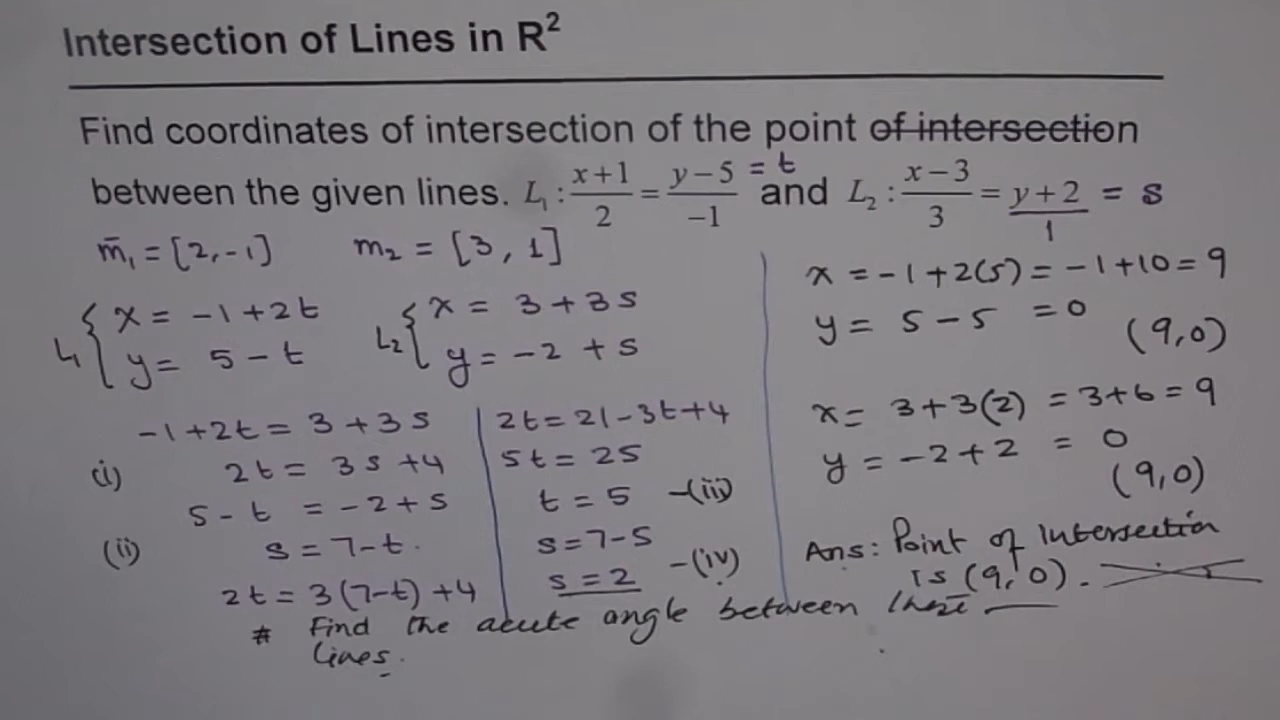 Intersection of Lines in R²
Find coordinates of intersection of the point of intersection
between the given lines. L₁ : (x+1)/2 = (y−5)/−1 = t and L₂ : (x−3)/3 = (y+2)/1 = s
m̄₁ = [2,-1] m₂ = [3, 1]
L₁ { x = -1+2t
y = 5 - t
L₂ { x = 3+3s
y = -2 + s
-1+2t = 3+3s
(i) 2t = 3s+4
5-t = -2+s
(ii) s = 7-t.
2t = 3(7-t)+4
2t = 21-3t+4
5t = 25
t = 5 -(iii)
s = 7-5
s = 2 -(iv)
x = -1+2(5) = -1+10 = 9
y = 5 - 5 = 0
(9,0)
x = 3+3(2) = 3+6 = 9
y = -2+2 = 0
(9,0)
Ans: Point of Intersection
is (9,0).
# Find the acute angle between these
lines.